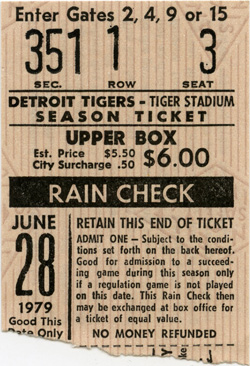 Enter Gates 2, 4, 9 or 15
351 1 3
SEC. ROW SEAT
DETROIT TIGERS - TIGER STADIUM
SEASON TICKET
UPPER BOX
Est. Price $5.50
City Surcharge .50 $6.00
RAIN CHECK
JUNE
28
1979
Good This
Date Only
RETAIN THIS END OF TICKET
ADMIT ONE - Subject to the condi-
tions set forth on the back hereof.
Good for admission to a succeed-
ing game during this season only
if a regulation game is not played
on this date. This Rain Check then
may be exchanged at box office for
a ticket of equal value.
NO MONEY REFUNDED